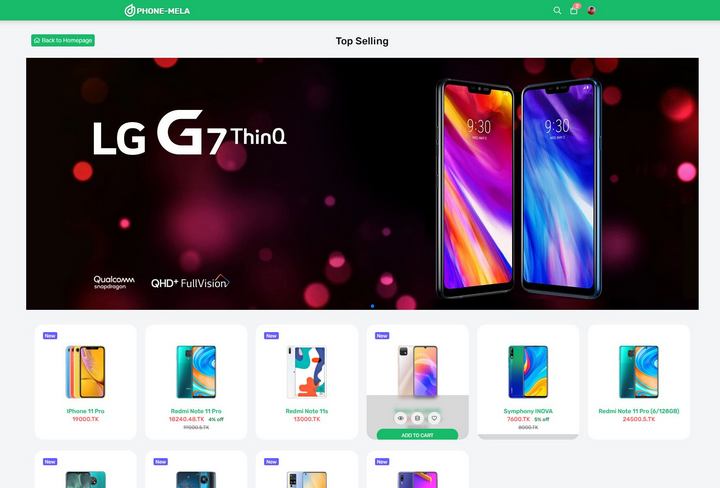 PHONE-MELA
Back to Homepage
Top Selling
LG G7 ThinQ
9:30
9:30
Qualcomm
snapdragon
QHD+ FullVision
New
New
New
IPhone 11 Pro
19000.TK
Redmi Note 11 Pro
18240.48.TK 4% off
19000.5.TK
Redmi Note 11s
13000.TK
ADD TO CART
Symphony INOVA
7600.TK 5% off
8000.TK
Redmi Note 11 Pro (6/128GB)
24500.5.TK
New
New
New
New